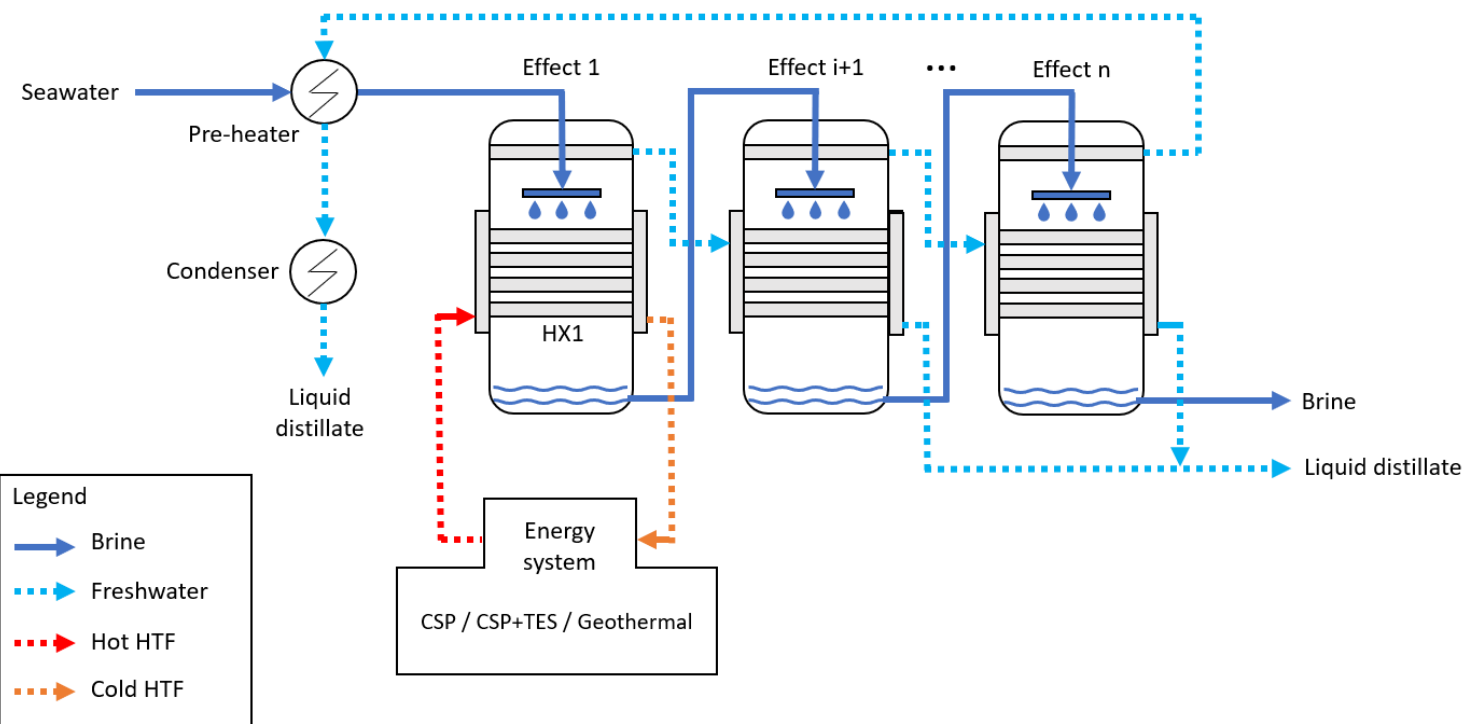 Effect 1
Effect i+1
•••
Effect n
Seawater
Pre-heater
Condenser
HX1
Liquid
distillate
Brine
Liquid distillate
Legend
Brine
Freshwater
Hot HTF
Cold HTF
Energy
system
CSP / CSP+TES / Geothermal